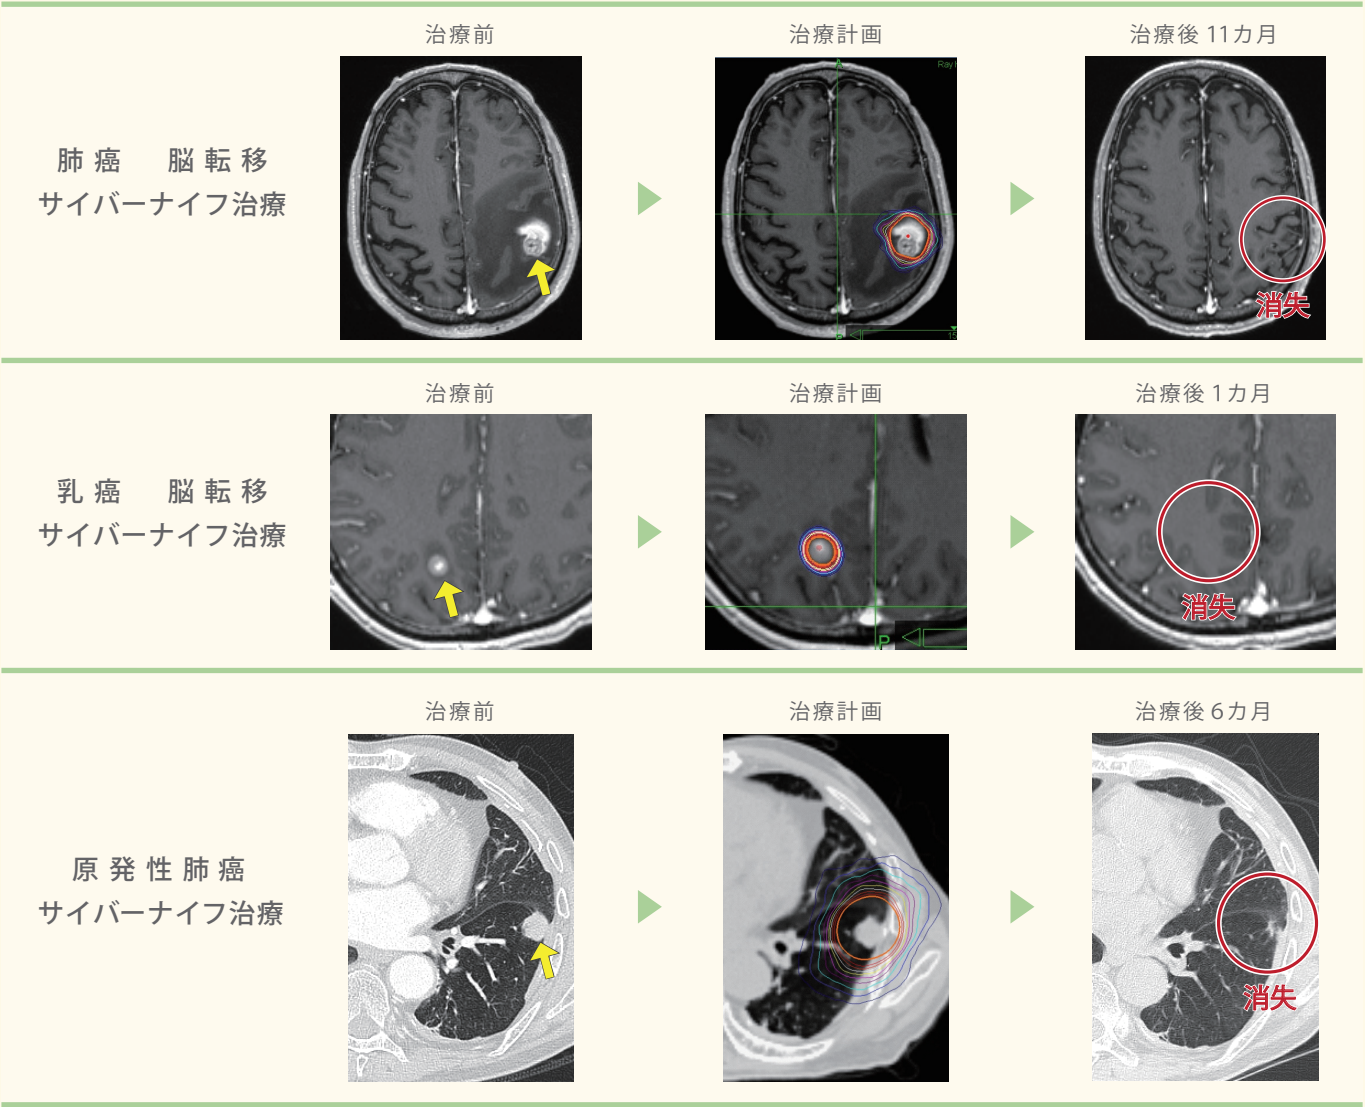 治療前
治療計画
治療後 11カ月
肺癌 脳転移
サイバーナイフ治療
A
消失
治療前
治療計画
治療後 1カ月
乳癌 脳転移
サイバーナイフ治療
消失
P
治療前
治療計画
治療後 6カ月
原発性肺癌
サイバーナイフ治療
消失